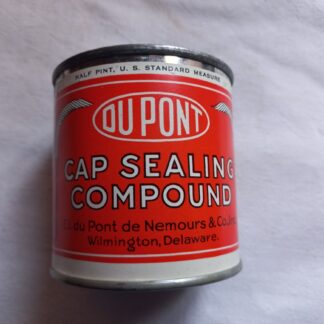 HALF PINT, U. S. STANDARD MEASURE
DU PONT
CAP SEALING
COMPOUND
E.I. du Pont de Nemours & Co., Inc.
Wilmington, Delaware.